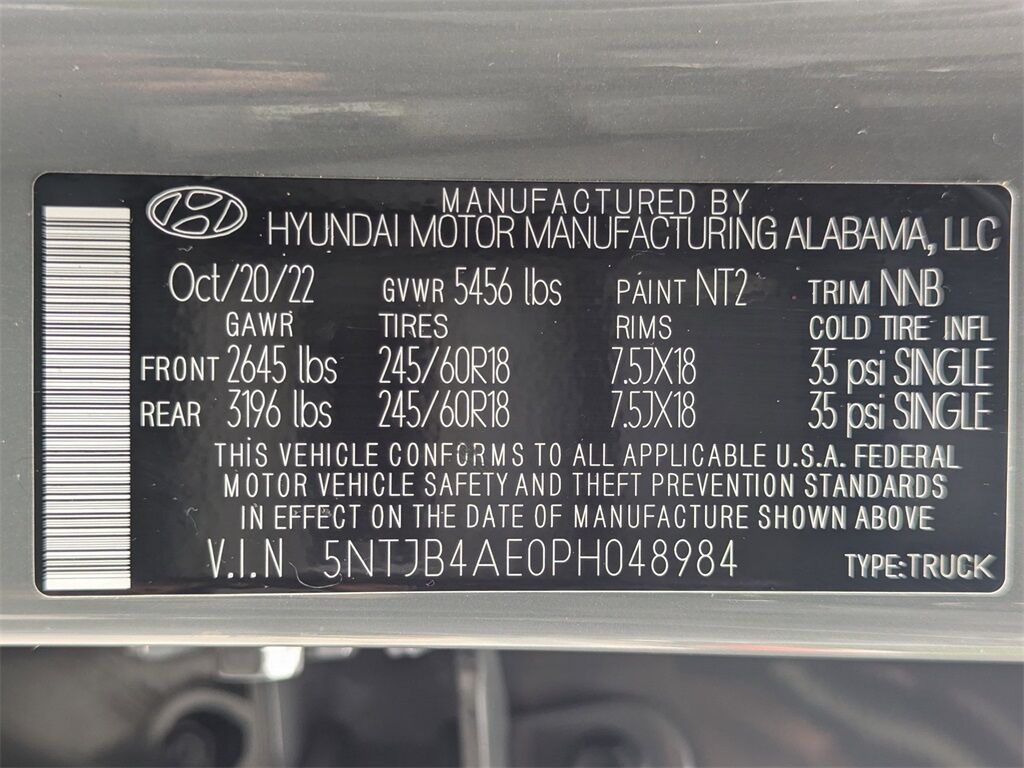 MANUFACTURED BY
HYUNDAI MOTOR MANUFACTURING ALABAMA, LLC
Oct/20/22 GVWR 5456 lbs PAINT NT2 TRIM NNB
GAWR TIRES RIMS COLD TIRE INFL
FRONT 2645 lbs 245/60R18 7.5JX18 35 psi SINGLE
REAR 3196 lbs 245/60R18 7.5JX18 35 psi SINGLE
THIS VEHICLE CONFORMS TO ALL APPLICABLE U.S.A. FEDERAL
MOTOR VEHICLE SAFETY AND THEFT PREVENTION STANDARDS
IN EFFECT ON THE DATE OF MANUFACTURE SHOWN ABOVE
V.I.N 5NTJB4AE0PH048984 TYPE:TRUCK